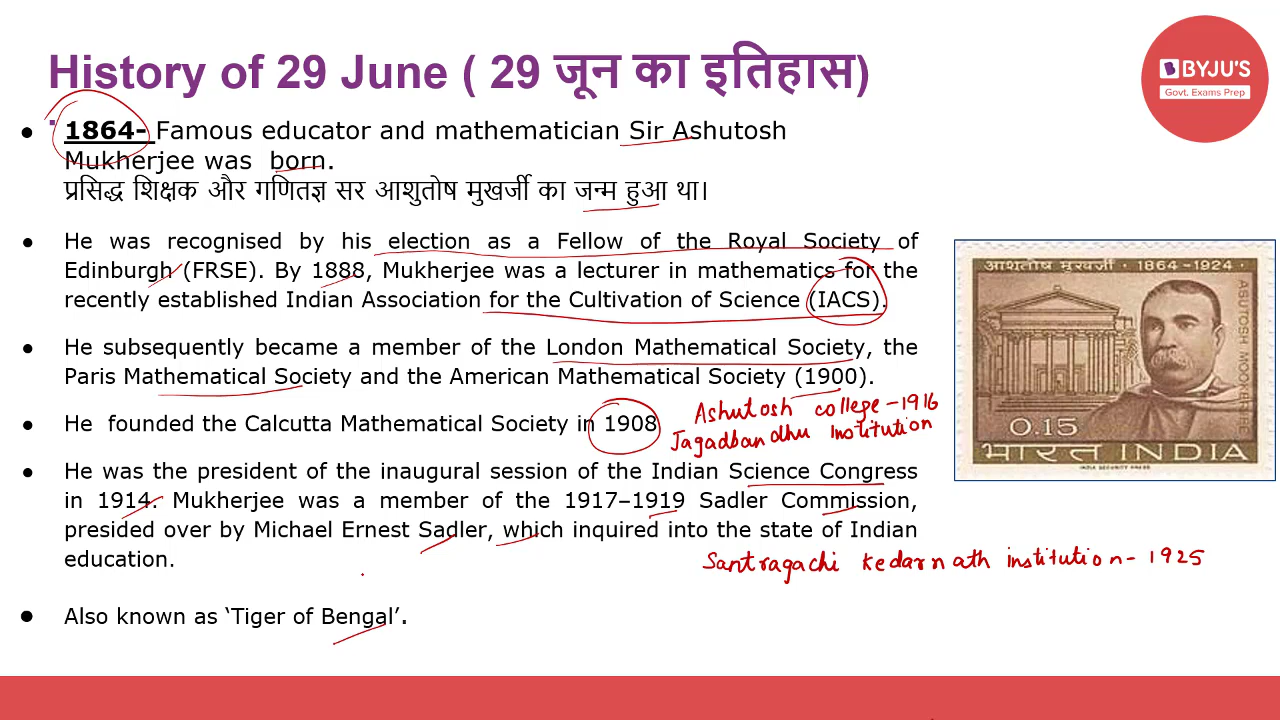 History of 29 June ( 29 जून का इतिहास)
BYJU'S
Govt. Exams Prep
1864- Famous educator and mathematician Sir Ashutosh
Mukherjee was born.
प्रसिद्ध शिक्षक और गणितज्ञ सर आशुतोष मुखर्जी का जन्म हुआ था।
He was recognised by his election as a Fellow of the Royal Society of
Edinburgh (FRSE). By 1888, Mukherjee was a lecturer in mathematics for the
recently established Indian Association for the Cultivation of Science (IACS).
He subsequently became a member of the London Mathematical Society, the
Paris Mathematical Society and the American Mathematical Society (1900).
He founded the Calcutta Mathematical Society in 1908
Ashutosh college - 1916
Jagadbandhu Institution
He was the president of the inaugural session of the Indian Science Congress
in 1914. Mukherjee was a member of the 1917–1919 Sadler Commission,
presided over by Michael Ernest Sadler, which inquired into the state of Indian
education.
Santragachi Kedarnath institution - 1925
Also known as ‘Tiger of Bengal’.
आशुतोष मुखर्जी · 1864-1924
ASUTOSH MOOKERJEE
0.15
भारत INDIA
INDIA SECURITY PRESS